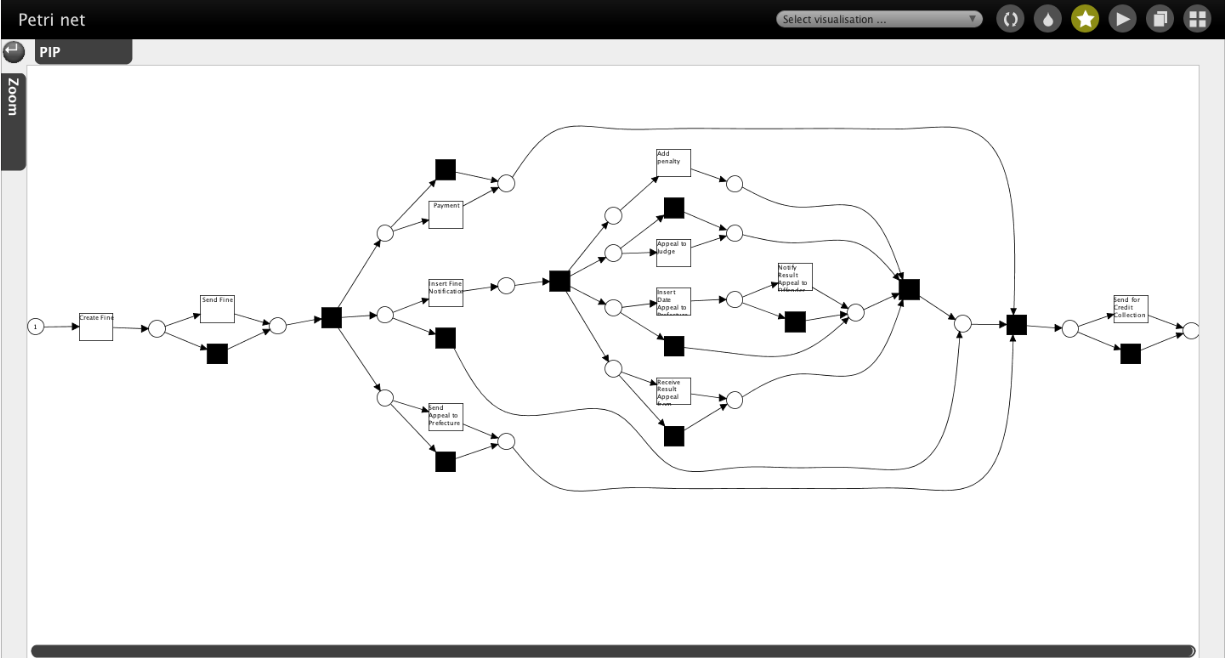 Petri net
Select visualisation ...
PIP
Zoom
Add
penalty
Payment
Appeal to
Judge
Notify
Result
Appeal to
Offender
Insert Fine
Notification
Insert
Date
Appeal to
Prefecture
Send Fine
Send for
Credit
Collection
1
Create Fine
Receive
Result
Appeal
from
Send
Appeal to
Prefecture